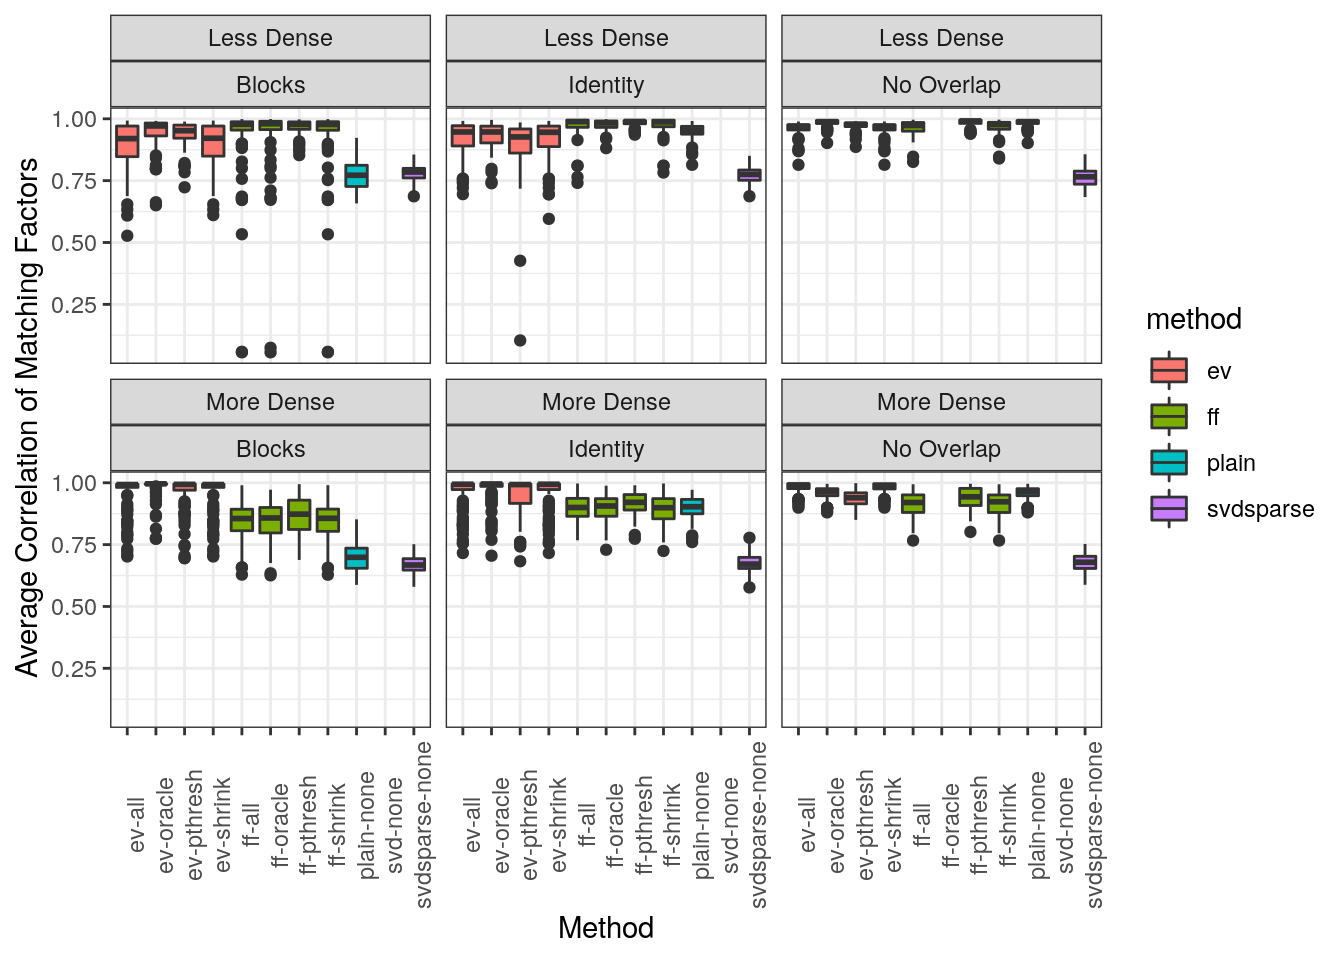 Less Dense
Less Dense
Less Dense
Blocks
Identity
No Overlap
1.00
0.75
0.50
0.25
More Dense
More Dense
More Dense
Blocks
Identity
No Overlap
1.00
0.75
0.50
0.25
Average Correlation of Matching Factors
ev-all
ev-oracle
ev-pthresh
ev-shrink
ff-all
ff-oracle
ff-pthresh
ff-shrink
plain-none
svd-none
svdsparse-none
ev-all
ev-oracle
ev-pthresh
ev-shrink
ff-all
ff-oracle
ff-pthresh
ff-shrink
plain-none
svd-none
svdsparse-none
ev-all
ev-oracle
ev-pthresh
ev-shrink
ff-all
ff-oracle
ff-pthresh
ff-shrink
plain-none
svd-none
svdsparse-none
Method
method
ev
ff
plain
svdsparse